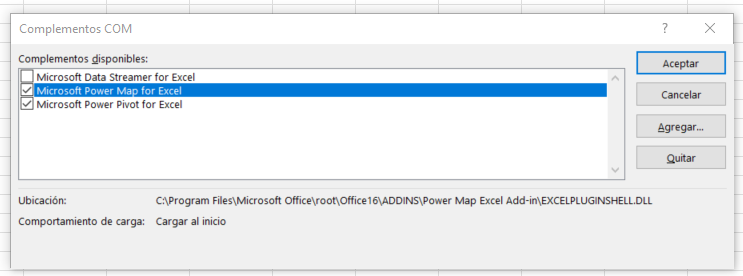 Complementos COM
?
Complementos disponibles:
Microsoft Data Streamer for Excel
Microsoft Power Map for Excel
Microsoft Power Pivot for Excel
Aceptar
Cancelar
Agregar...
Quitar
Ubicación: C:\Program Files\Microsoft Office\root\Office16\ADDINS\Power Map Excel Add-in\EXCELPLUGINSHELL.DLL
Comportamiento de carga: Cargar al inicio